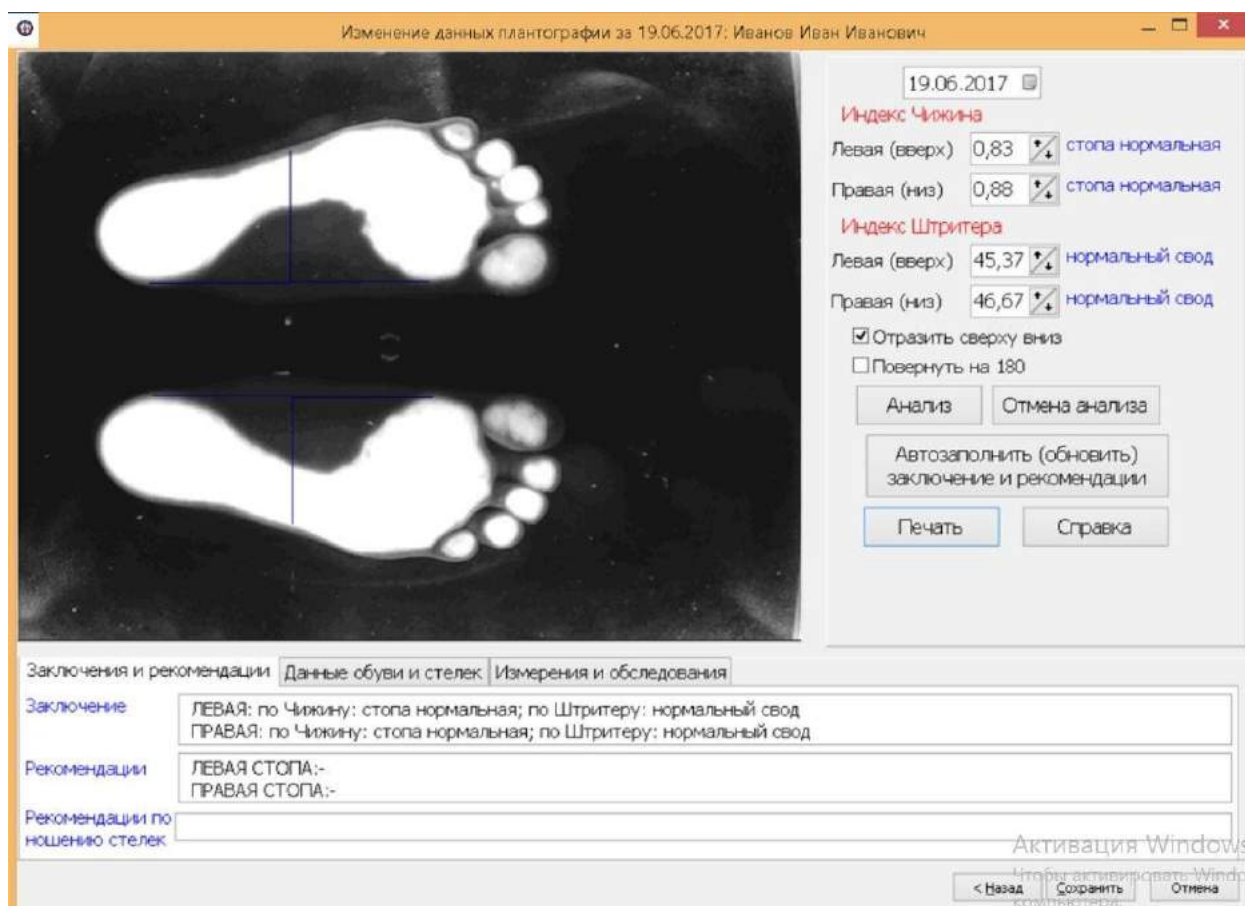 Изменение данных плантографии за 19.06.2017: Иванов Иван Иванович
19.06.2017
Индекс Чижина
Левая (вверх) 0,83 стопа нормальная
Правая (низ) 0,88 стопа нормальная
Индекс Штритера
Левая (вверх) 45,37 нормальный свод
Правая (низ) 46,67 нормальный свод
Отразить сверху вниз
Повернуть на 180
Анализ Отмена анализа
Автозаполнить (обновить)
заключение и рекомендации
Печать Справка
Заключения и рекомендации Данные обуви и стелек Измерения и обследования
Заключение
ЛЕВАЯ: по Чижину: стопа нормальная; по Штритеру: нормальный свод
ПРАВАЯ: по Чижину: стопа нормальная; по Штритеру: нормальный свод
Рекомендации
ЛЕВАЯ СТОПА:-
ПРАВАЯ СТОПА:-
Рекомендации по
ношению стелек
Активация Windows
Чтобы активировать
< Назад Сохранить Отмена
компьютера.